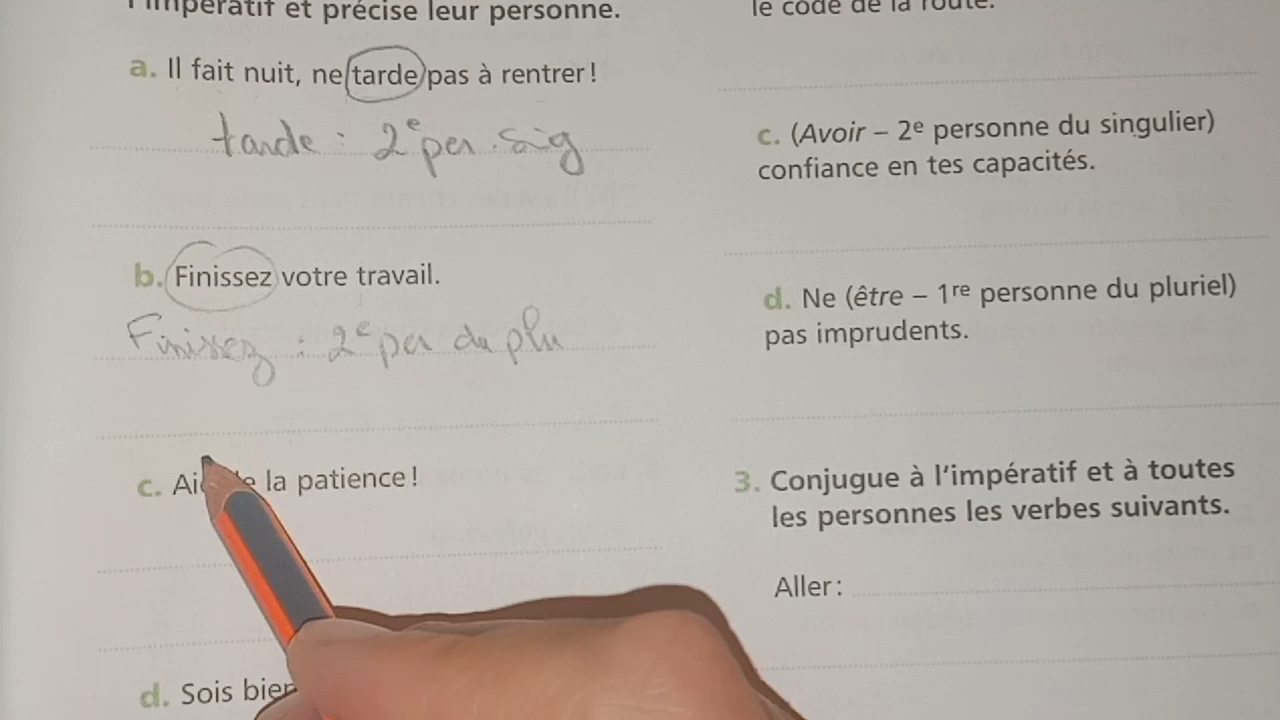 l'impératif et précise leur personne.
a. Il fait nuit, ne tarde pas à rentrer !
tarde : 2e per. sig
b. Finissez votre travail.
Finissez : 2e per du plu
c. la patience !
d. Sois
le code de la route.
c. (Avoir – 2e personne du singulier)
confiance en tes capacités.
d. Ne (être – 1re personne du pluriel)
pas imprudents.
3. Conjugue à l'impératif et à toutes
les personnes les verbes suivants.
Aller :